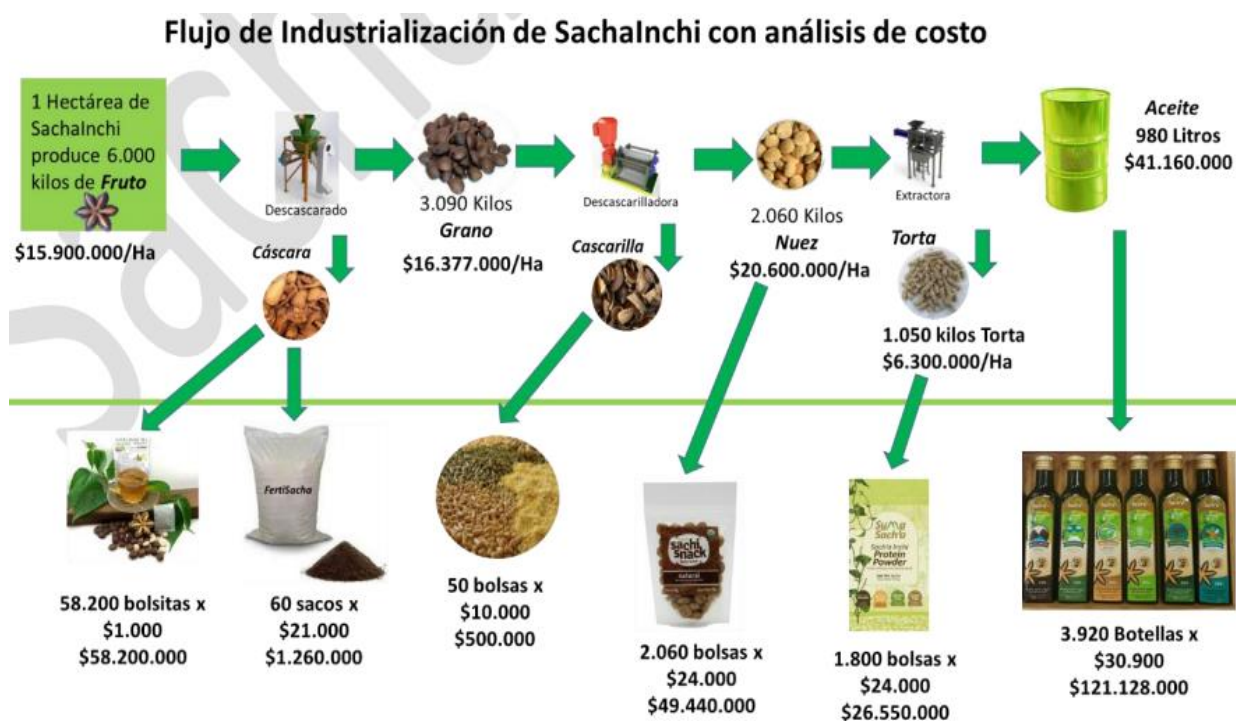 Flujo de Industrialización de SachaInchi con análisis de costo
1 Hectárea de
SachaInchi
produce 6.000
kilos de Fruto
$15.900.000/Ha
Descascarado
Cáscara
3.090 Kilos
Grano
$16.377.000/Ha
Descascarilladora
Cascarilla
2.060 Kilos
Nuez
$20.600.000/Ha
Extractora
Torta
1.050 kilos Torta
$6.300.000/Ha
Aceite
980 Litros
$41.160.000
58.200 bolsitas x
$1.000
$58.200.000
FertiSacha
60 sacos x
$21.000
$1.260.000
50 bolsas x
$10.000
$500.000
sachi
snack
natural
2.060 bolsas x
$24.000
$49.440.000
Suma
Sachia
Sacha Inchi
Protein
Powder
1.800 bolsas x
$24.000
$26.550.000
3.920 Botellas x
$30.900
$121.128.000